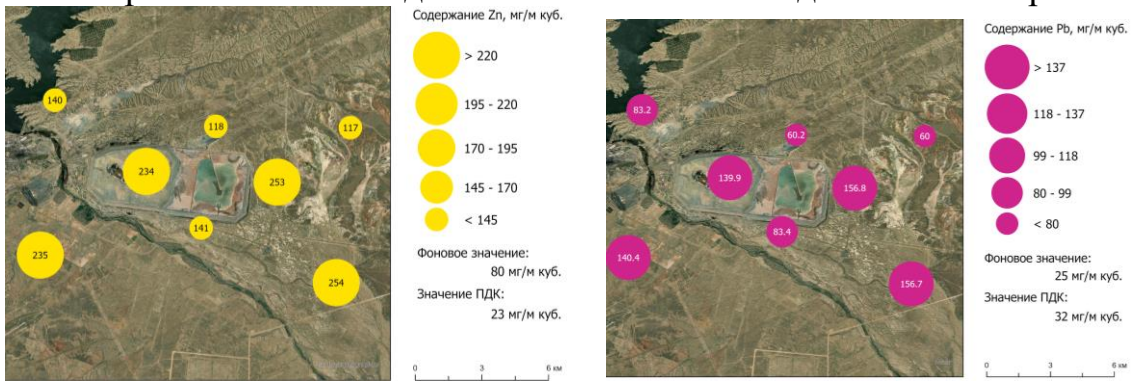 Содержание Zn, мг/м куб.
> 220
195 - 220
170 - 195
145 - 170
< 145
Фоновое значение:
80 мг/м куб.
Значение ПДК:
23 мг/м куб.
0 3 6 км
140
118
117
234
253
141
235
254
Содержание Pb, мг/м куб.
> 137
118 - 137
99 - 118
80 - 99
< 80
Фоновое значение:
25 мг/м куб.
Значение ПДК:
32 мг/м куб.
0 3 6 км
83.2
60.2
60
139.9
156.8
83.4
140.4
156.7